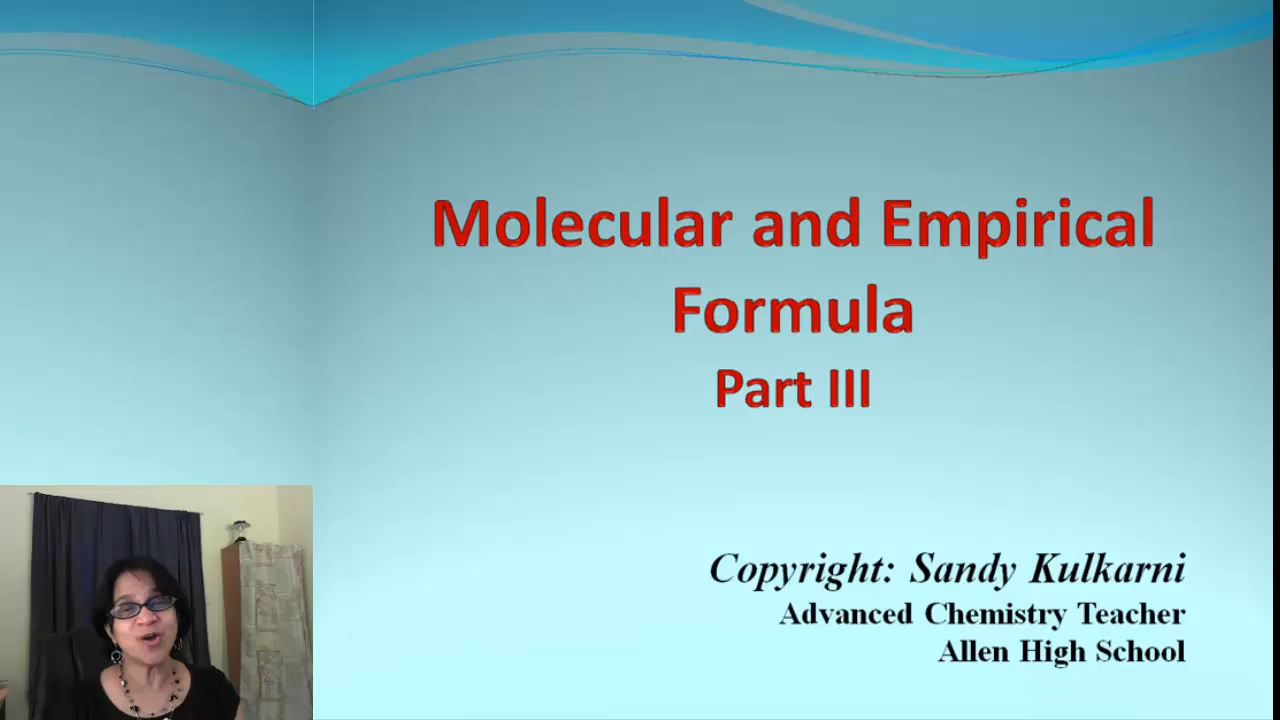 Molecular and Empirical
Formula
Part III
Copyright: Sandy Kulkarni
Advanced Chemistry Teacher
Allen High School